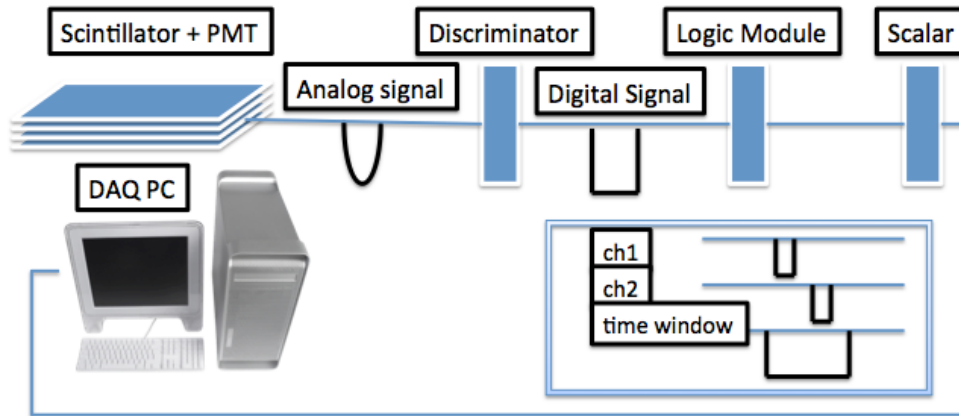 Scintillator + PMT
Discriminator
Logic Module
Scalar
Analog signal
Digital Signal
DAQ PC
ch1
ch2
time window